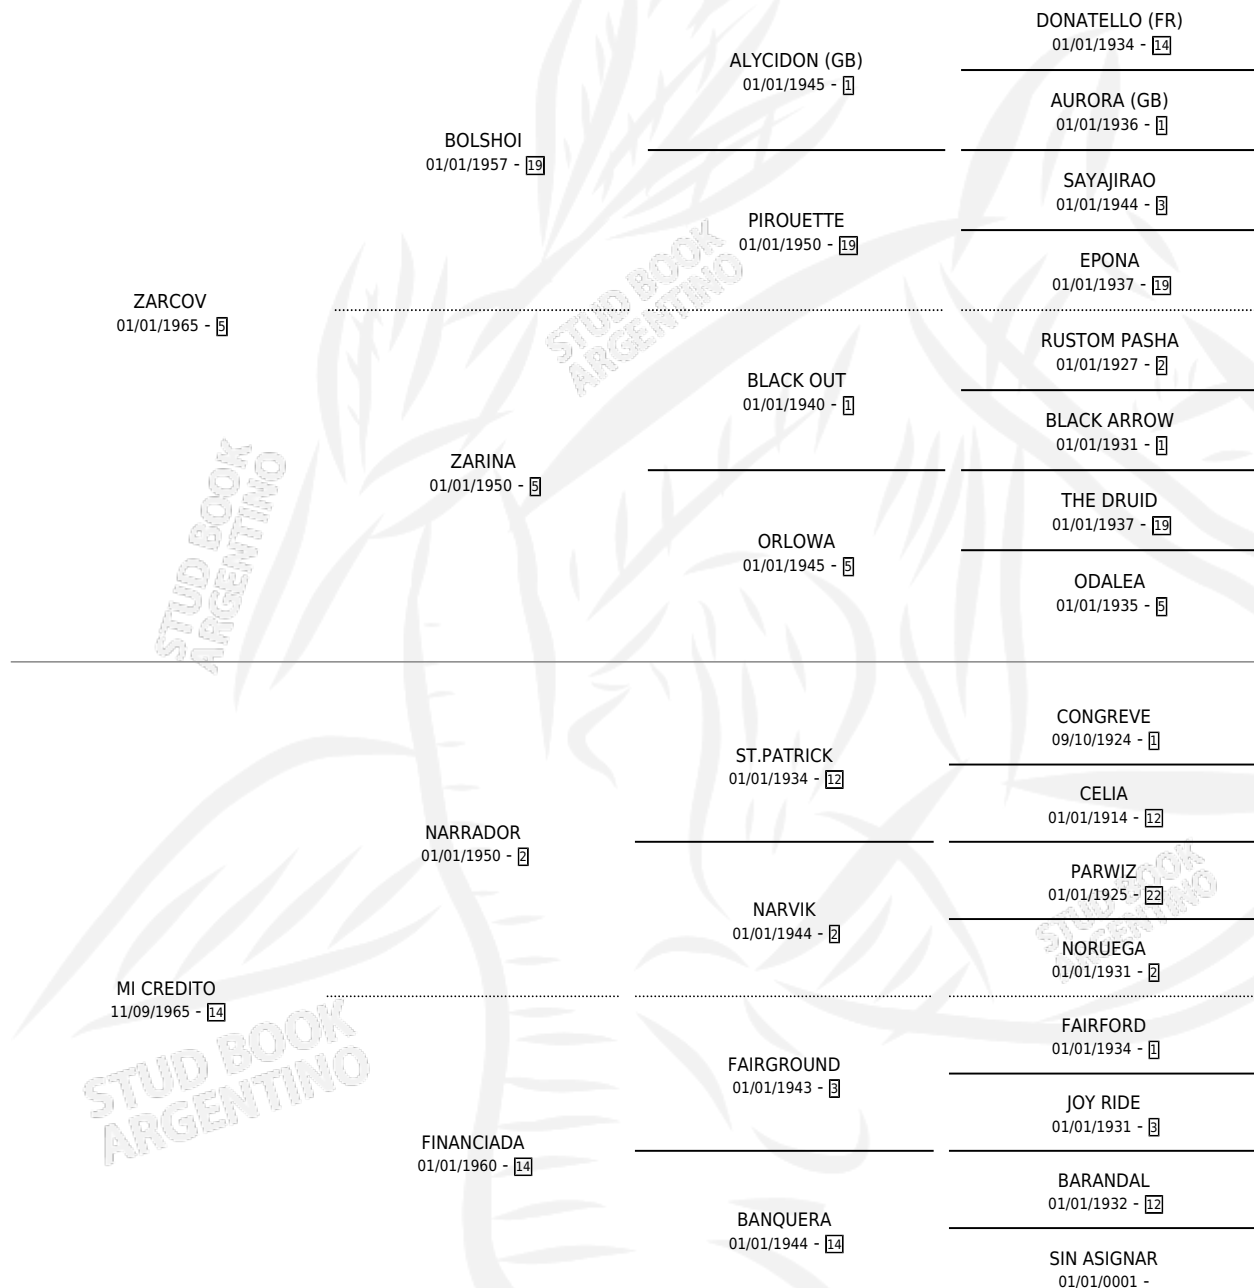 ZARCOV
01/01/1965 - 5
BOLSHOI
01/01/1957 - 19
ALYCIDON (GB)
01/01/1945 - 1
DONATELLO (FR)
01/01/1934 - 14
AURORA (GB)
01/01/1936 - 1
PIROUETTE
01/01/1950 - 19
SAYAJIRAO
01/01/1944 - 3
EPONA
01/01/1937 - 19
ZARINA
01/01/1950 - 5
BLACK OUT
01/01/1940 - 1
RUSTOM PASHA
01/01/1927 - 2
BLACK ARROW
01/01/1931 - 1
ORLOWA
01/01/1945 - 5
THE DRUID
01/01/1937 - 19
ODALEA
01/01/1935 - 5
MI CREDITO
11/09/1965 - 14
NARRADOR
01/01/1950 - 2
ST.PATRICK
01/01/1934 - 12
CONGREVE
09/10/1924 - 1
CELIA
01/01/1914 - 12
NARVIK
01/01/1944 - 2
PARWIZ
01/01/1925 - 22
NORUEGA
01/01/1931 - 2
FINANCIADA
01/01/1960 - 14
FAIRGROUND
01/01/1943 - 3
FAIRFORD
01/01/1934 - 1
JOY RIDE
01/01/1931 - 3
BANQUERA
01/01/1944 - 14
BARANDAL
01/01/1932 - 12
SIN ASIGNAR
01/01/0001 -
STUD BOOK
ARGENTINO
STUD BOOK
ARGENTINO
STUD BOOK
ARGENTINO
STUD BOOK
ARGENTINO